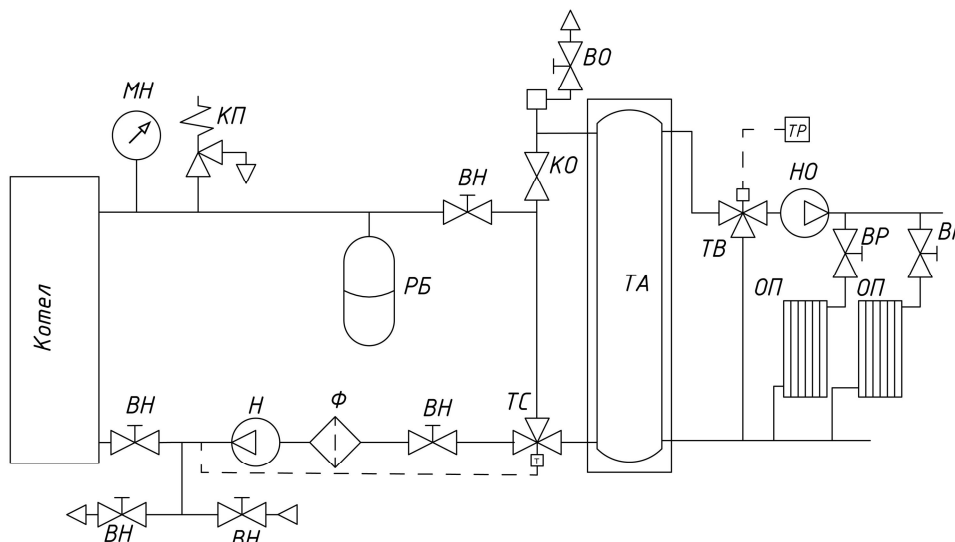 ВО
МН
КП
ТР
КО
НО
ВН
ТВ
ВР
ОП
ОП
РБ
ТА
Котел
ВН
Н
Ф
ВН
ТС
Т
ВН
ВН